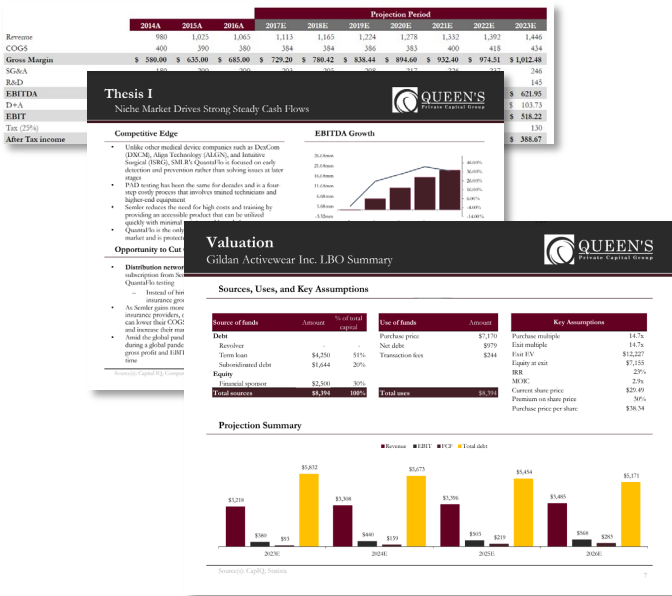 Projection Period
2014A 2015A 2016A 2017E 2018E 2019E 2020E 2021E 2022E 2023E
Revenue 980 1,025 1,065 1,113 1,165 1,224 1,278 1,332 1,392 1,446
COGS 400 390 380 384 384 386 383 400 418 434
Gross Margin $ 580.00 $ 635.00 $ 685.00 $ 729.20 $ 780.42 $ 838.44 $ 894.60 $ 932.40 $ 974.51 $ 1,012.48
SG&A 246
R&D 145
EBITDA $ 621.95
D+A $ 103.73
EBIT $ 518.22
Tax (25%) 130
After Tax income $ 388.67
Thesis I
Niche Market Drives Strong Steady Cash Flows
QUEEN'S
Private Capital Group
Competitive Edge
• Unlike other medical device companies such as DexCom
(DXCM), Align Technology (ALGN), and Intuitive
Surgical (ISRG), SMLR's QuantaFlo is focused on early
detection and prevention rather than solving issues at later
stages
• PAD testing has been the same for decades and is a four-
step costly process that involves trained technicians and
higher-end equipment
• Semler reduces the need for high costs and training by
providing an accessible product that can be utilized
quickly with minimal
• QuantaFlo is the only
market and is protect
Opportunity to Cut
• Distribution networ
subscription from Sem
QuantaFlo testing
– Instead of hiri
insurance grou
• As Semler gains more
insurance providers,
can lower their COGS
and increase their mar
• Amid the global pand
during a global pande
gross profit and EBIT
time
EBITDA Growth
Valuation
Gildan Activewear Inc. LBO Summary
QUEEN'S
Private Capital Group
Sources, Uses, and Key Assumptions
Source of funds Amount % of total capital
Debt
Revolver - -
Term loan $4,250 51%
Subordinated debt $1,644 20%
Equity
Financial sponsor $2,500 30%
Total sources $8,394 100%
Use of funds Amount
Purchase price $7,170
Net debt $979
Transaction fees $244
Total uses $8,394
Key Assumptions
Purchase multiple 14.7x
Exit multiple 14.7x
Exit EV $12,227
Equity at exit $7,153
IRR 23%
MOIC 2.9x
Current share price $29.49
Premium on share price 30%
Purchase price per share $38.34
Projection Summary
Revenue EBIT FCF Total debt
$3,218 $380 $93 $5,832
$3,308 $440 $159 $5,673
$3,396 $503 $219 $5,454
$3,485 $568 $283 $5,171
2023E 2024E 2025E 2026E
Source(s): CapIQ, Statista
7